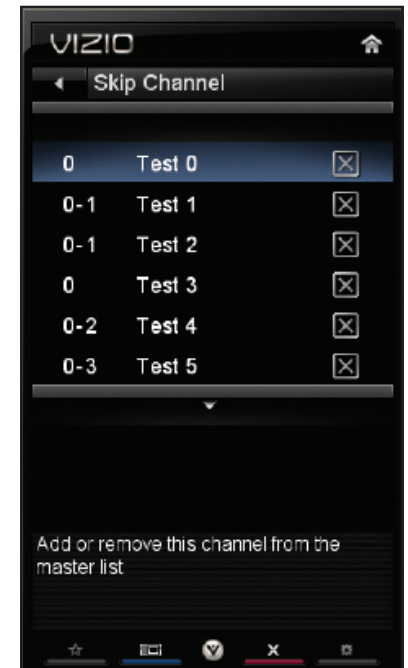 VIZIO
Skip Channel
0 Test 0
0-1 Test 1
0-1 Test 2
0 Test 3
0-2 Test 4
0-3 Test 5
Add or remove this channel from the
master list